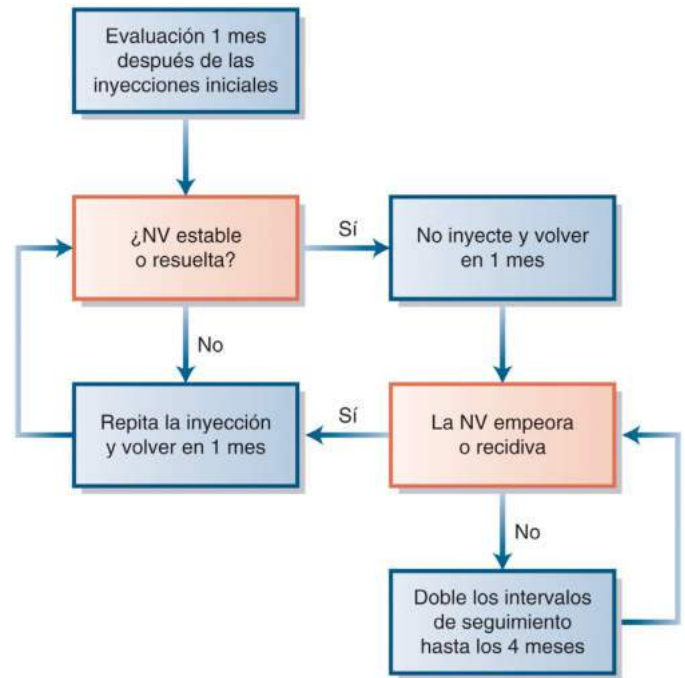 Evaluación 1 mes
después de las
inyecciones iniciales
¿NV estable
o resuelta?
Sí
No inyecte y volver
en 1 mes
No
Repita la inyección
y volver en 1 mes
Sí
La NV empeora
o recidiva
No
Doble los intervalos
de seguimiento
hasta los 4 meses